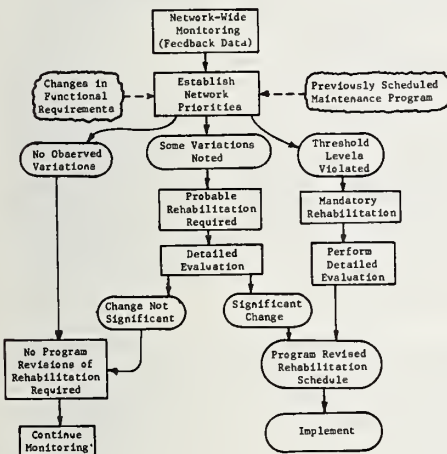 Network-Wide
Monitoring
(Feedback Data)
Changes in
Functional
Requirements
Establish
Network
Priorities
Previously Scheduled
Maintenance Program
No Observed
Variations
Some Variations
Noted
Threshold
Levels
Violated
Probable
Rehabilitation
Required
Mandatory
Rehabilitation
Detailed
Evaluation
Perform
Detailed
Evaluation
Change Not
Significant
Significant
Change
No Program
Revisions of
Rehabilitation
Required
Program Revised
Rehabilitation
Schedule
Continue
Monitoring
Implement